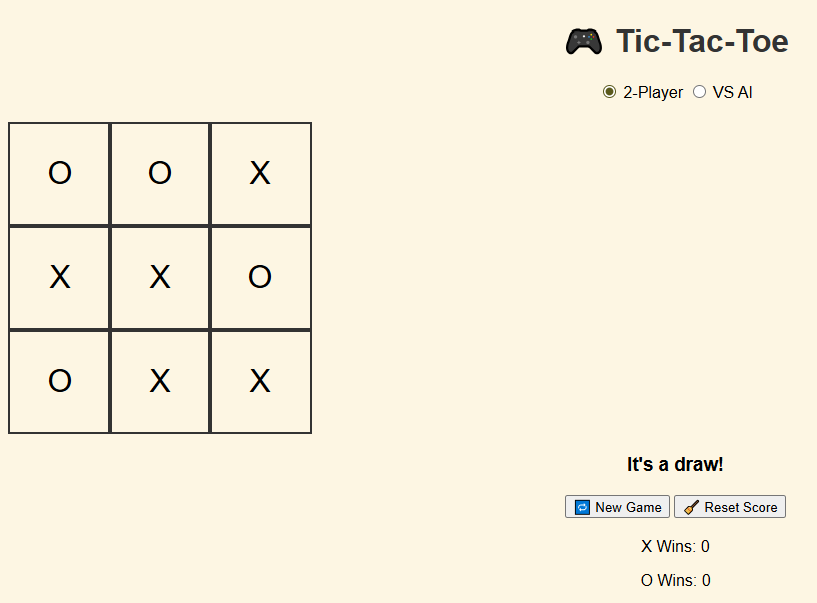 Tic-Tac-Toe
2-Player VS AI
O O X
X X O
O X X
It's a draw!
New Game Reset Score
X Wins: 0
O Wins: 0